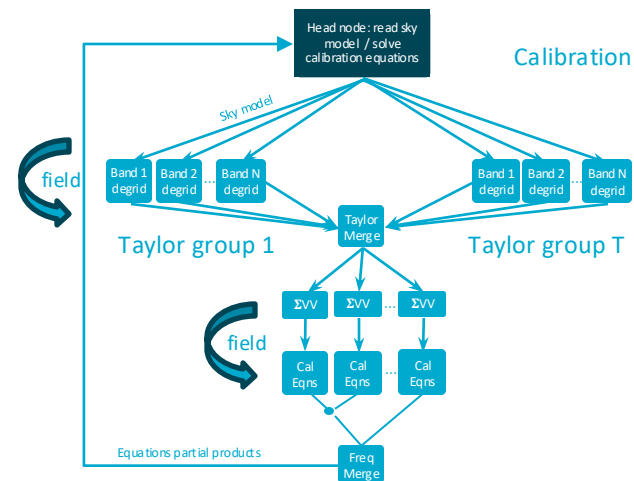 Head node: read sky
model / solve
calibration equations
Calibration
Sky model
field
Band 1
degrid
Band 2
degrid
...
Band N
degrid
Band 1
degrid
Band 2
degrid
...
Band N
degrid
Taylor group 1
Taylor
Merge
Taylor group T
ΣVV
ΣVV
...
ΣVV
field
Cal
Eqns
Cal
Eqns
...
Cal
Eqns
Equations partial products
Freq
Merge